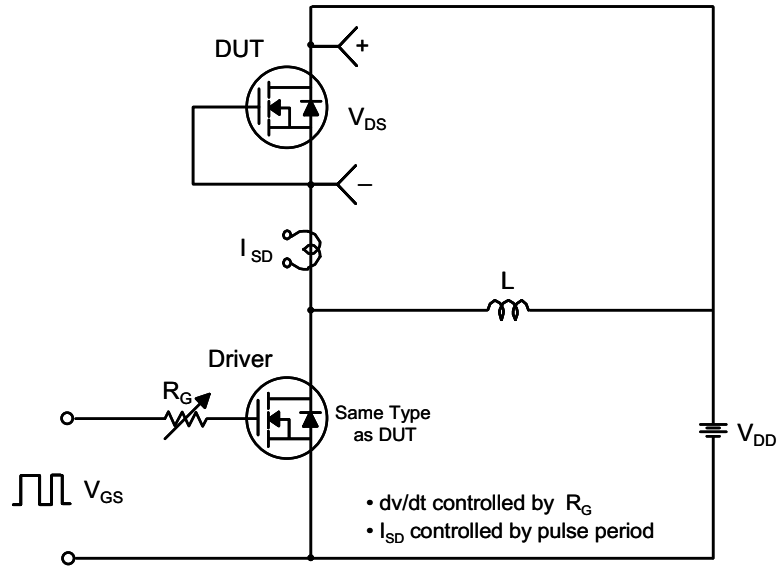 DUT
+
V_DS
–
I_SD
L
Driver
R_G
Same Type
as DUT
V_DD
V_GS
• dv/dt controlled by R_G
• I_SD controlled by pulse period